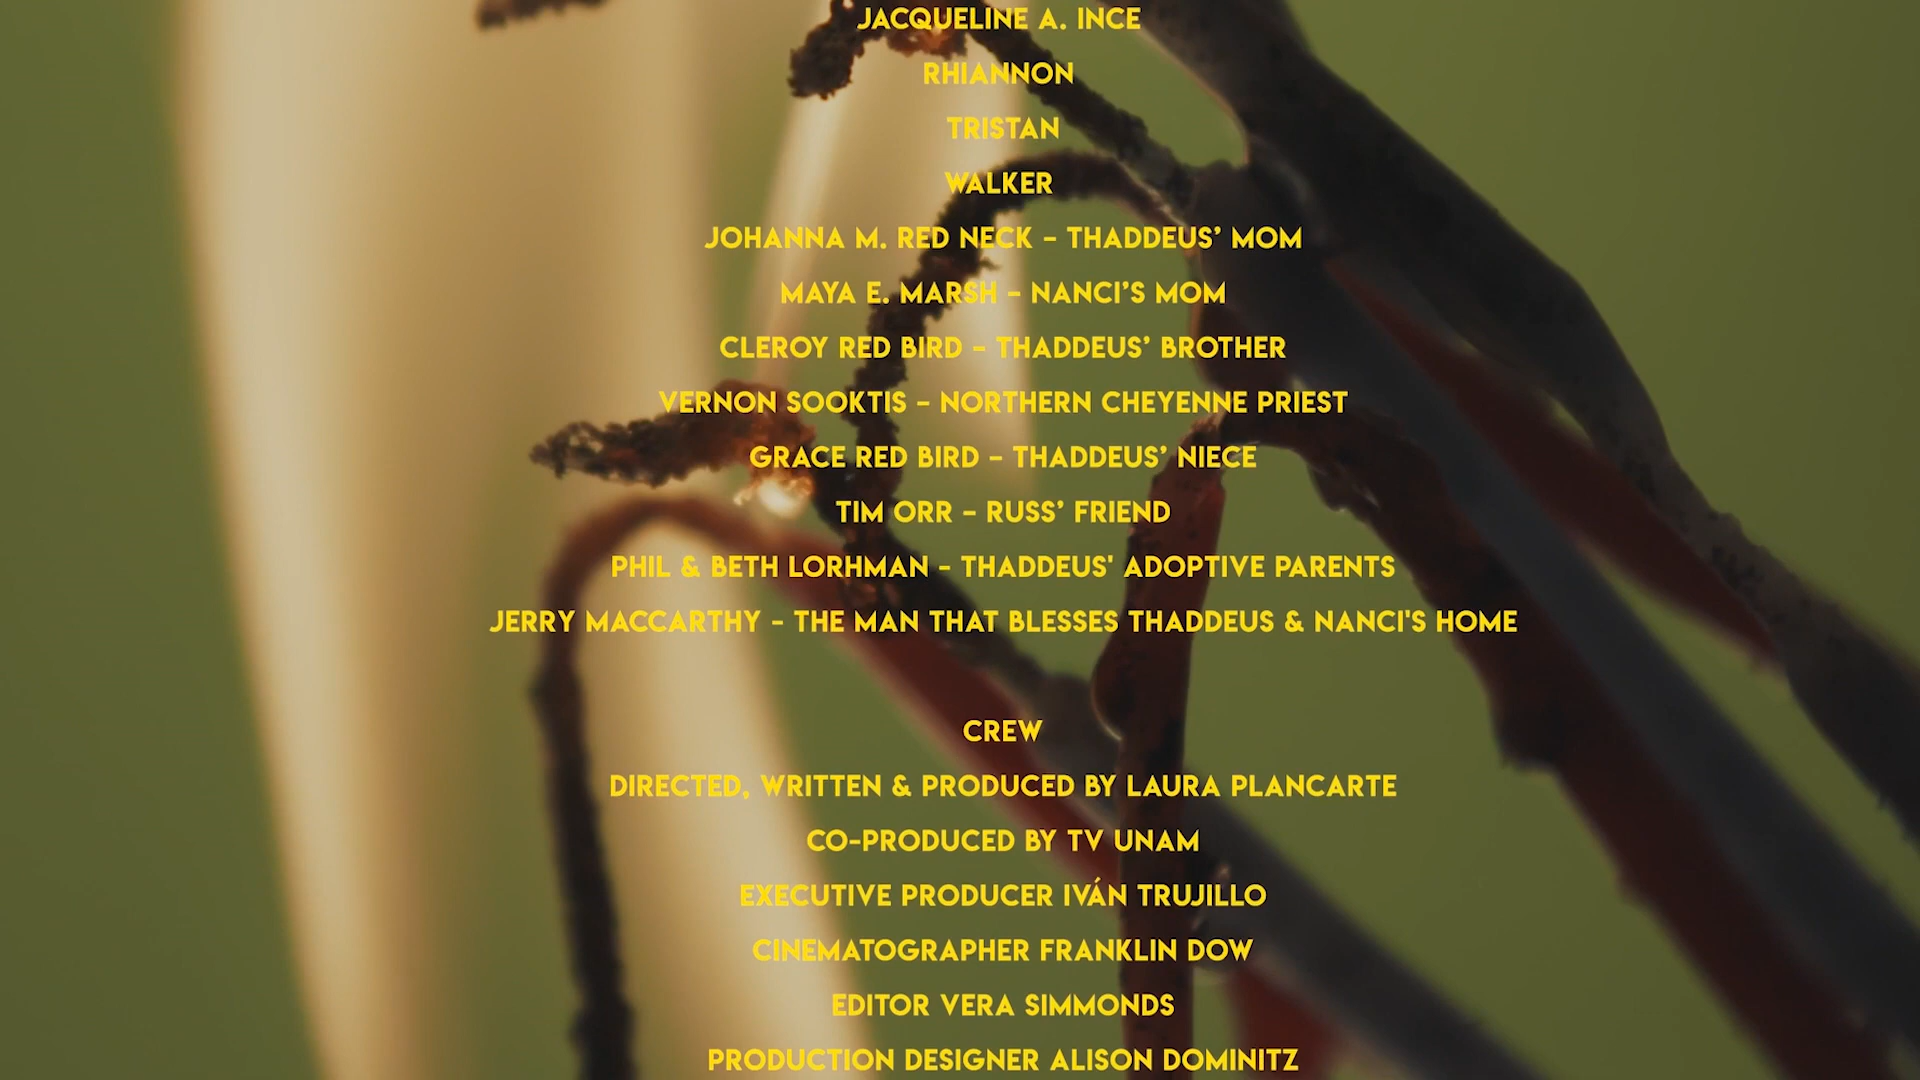 JACQUELINE A. INCE
RHIANNON
TRISTAN
WALKER
JOHANNA M. RED NECK – THADDEUS’ MOM
MAYA E. MARSH – NANCI’S MOM
CLEROY RED BIRD – THADDEUS’ BROTHER
VERNON SOOKTIS – NORTHERN CHEYENNE PRIEST
GRACE RED BIRD – THADDEUS’ NIECE
TIM ORR – RUSS’ FRIEND
PHIL & BETH LORHMAN - THADDEUS' ADOPTIVE PARENTS
JERRY MACCARTHY - THE MAN THAT BLESSES THADDEUS & NANCI'S HOME
CREW
DIRECTED, WRITTEN & PRODUCED BY LAURA PLANCARTE
CO-PRODUCED BY TV UNAM
EXECUTIVE PRODUCER IVÁN TRUJILLO
CINEMATOGRAPHER FRANKLIN DOW
EDITOR VERA SIMMONDS
PRODUCTION DESIGNER ALISON DOMINITZ